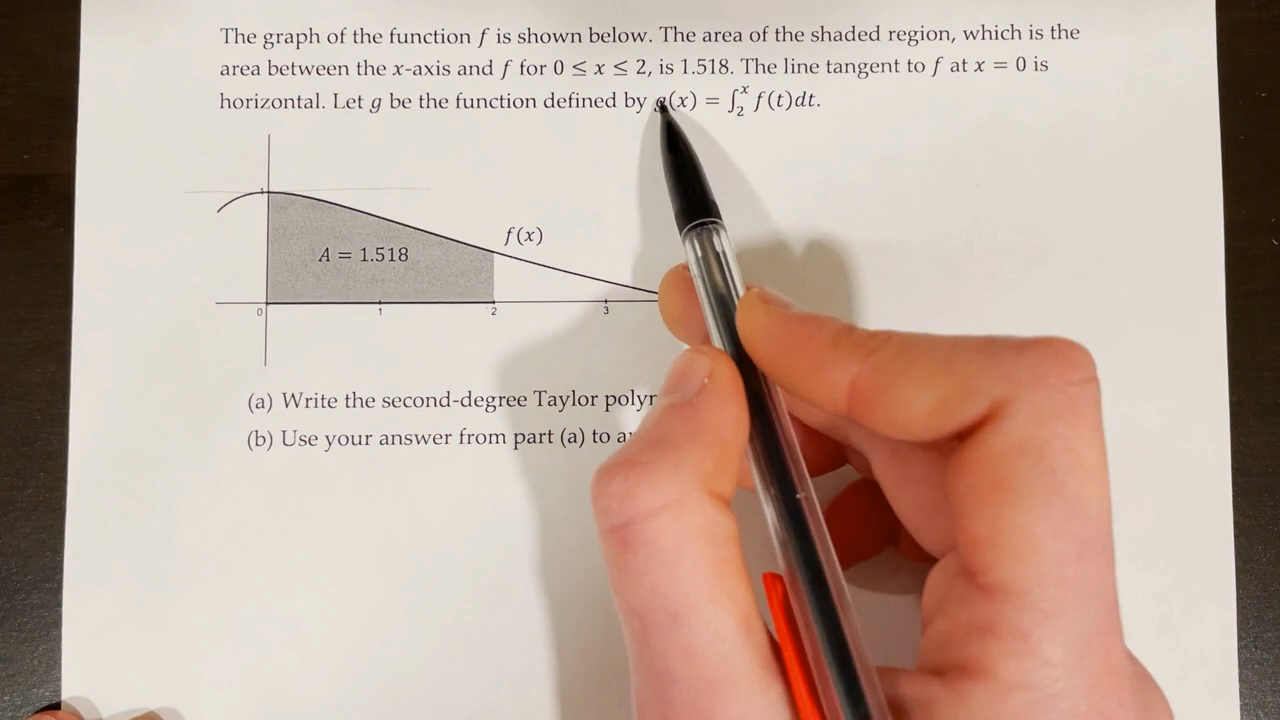 The graph of the function f is shown below. The area of the shaded region, which is the
area between the x-axis and f for 0 ≤ x ≤ 2, is 1.518. The line tangent to f at x = 0 is
horizontal. Let g be the function defined by g(x) = ∫₂ˣ f(t)dt.
1
f(x)
A = 1.518
0 1 2 3
(a) Write the second-degree Taylor
(b) Use your answer from part (a) to